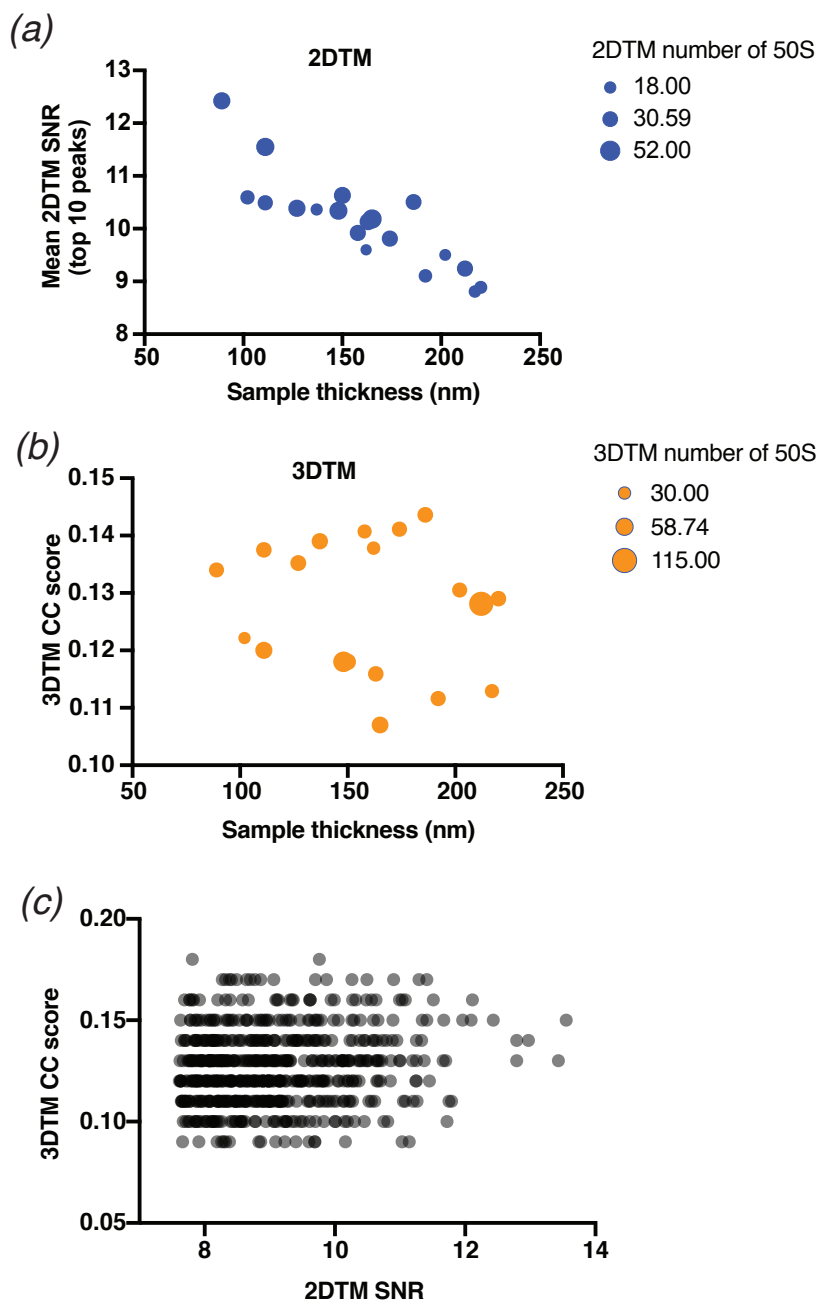 (a)
2DTM
2DTM number of 50S
18.00
30.59
52.00
Mean 2DTM SNR
(top 10 peaks)
13
12
11
10
9
8
50
100
150
200
250
Sample thickness (nm)
(b)
3DTM
3DTM number of 50S
30.00
58.74
115.00
3DTM CC score
0.15
0.14
0.13
0.12
0.11
0.10
50
100
150
200
250
Sample thickness (nm)
(c)
3DTM CC score
0.20
0.15
0.10
0.05
8
10
12
14
2DTM SNR